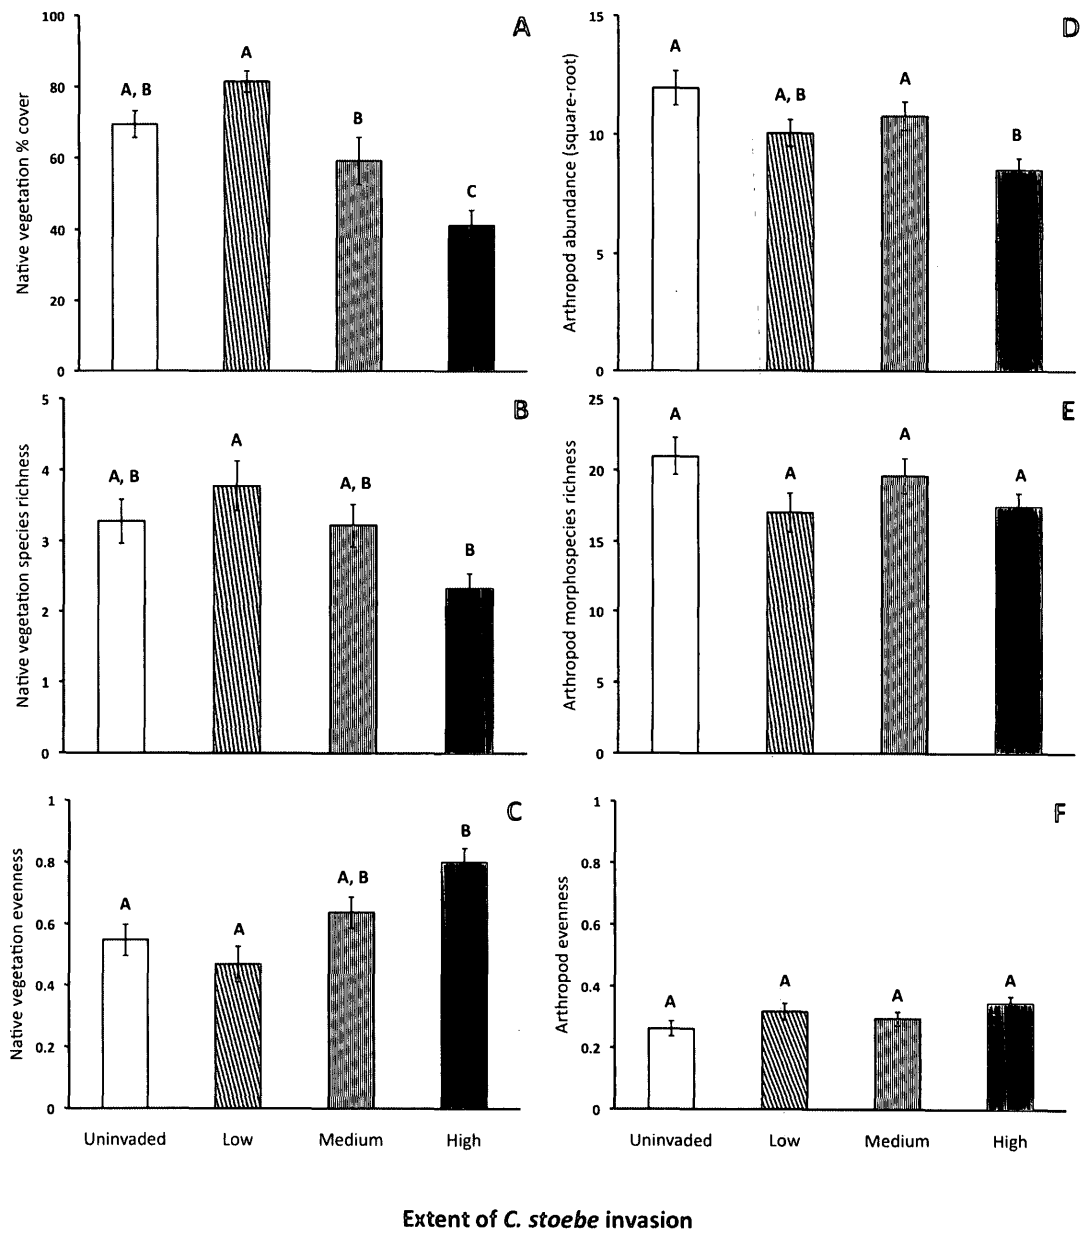 A
Native vegetation % cover
100
80
60
40
20
0
A, B
A
B
C
D
Arthropod abundance (square-root)
15
10
5
0
A
A, B
A
B
B
Native vegetation species richness
5
4
3
2
1
0
A, B
A
A, B
B
E
Arthropod morphospecies richness
25
20
15
10
5
0
A
A
A
A
C
Native vegetation evenness
1
0.8
0.6
0.4
0.2
0
A
A
A, B
B
Uninvaded Low Medium High
F
Arthropod evenness
1
0.8
0.6
0.4
0.2
0
A
A
A
A
Uninvaded Low Medium High
Extent of C. stoebe invasion